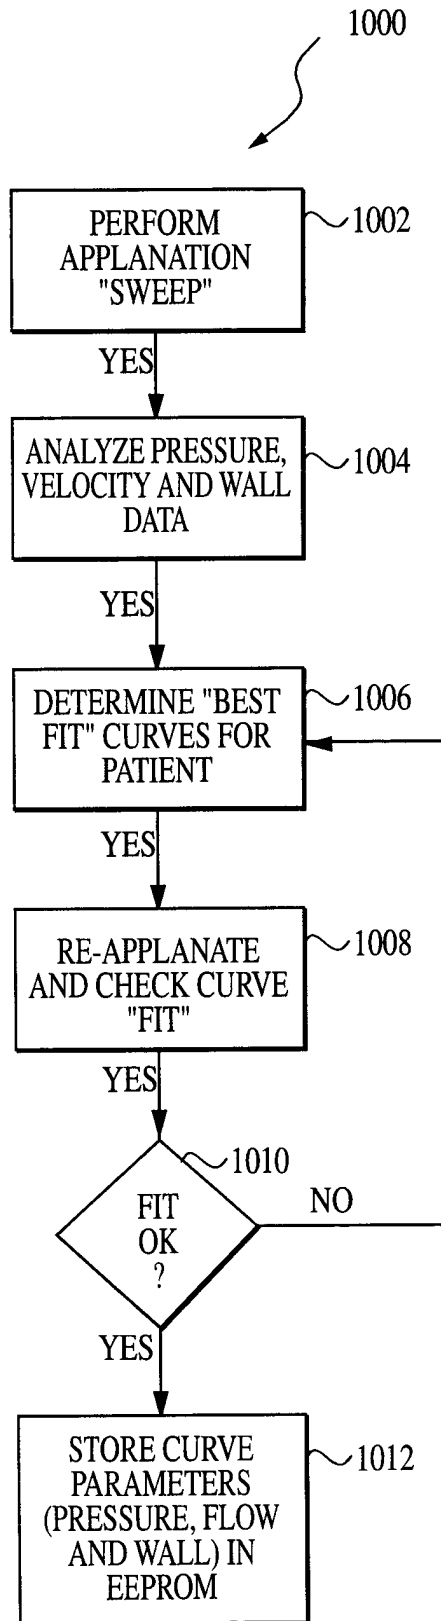 1000
PERFORM
APPLANATION
"SWEEP"
1002
YES
ANALYZE PRESSURE,
VELOCITY AND WALL
DATA
1004
YES
DETERMINE "BEST
FIT" CURVES FOR
PATIENT
1006
YES
RE-APPLANATE
AND CHECK CURVE
"FIT"
1008
YES
1010
FIT
OK
?
NO
YES
STORE CURVE
PARAMETERS
(PRESSURE, FLOW
AND WALL) IN
EEPROM
1012